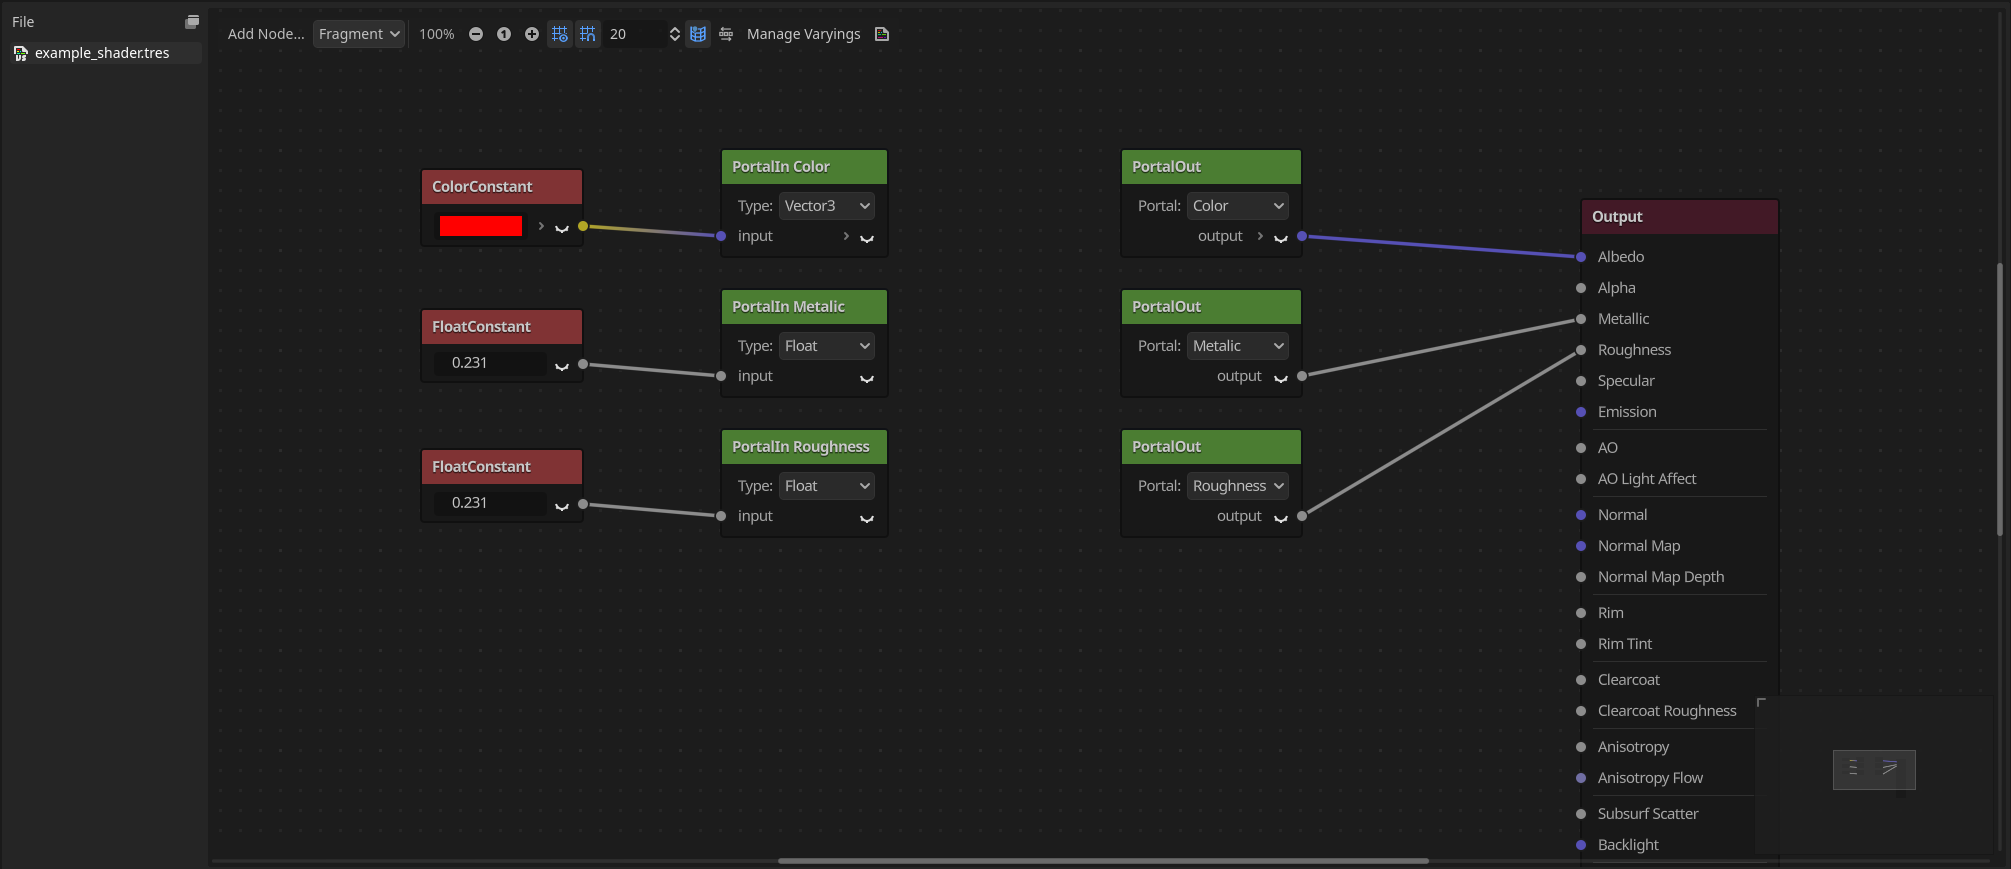 File
example_shader.tres
Add Node... Fragment 100% 1 20 Manage Varyings
ColorConstant
PortalIn Color
Type: Vector3
input
PortalOut
Portal: Color
output
FloatConstant
0.231
PortalIn Metalic
Type: Float
input
PortalOut
Portal: Metalic
output
FloatConstant
0.231
PortalIn Roughness
Type: Float
input
PortalOut
Portal: Roughness
output
Output
Albedo
Alpha
Metallic
Roughness
Specular
Emission
AO
AO Light Affect
Normal
Normal Map
Normal Map Depth
Rim
Rim Tint
Clearcoat
Clearcoat Roughness
Anisotropy
Anisotropy Flow
Subsurf Scatter
Backlight